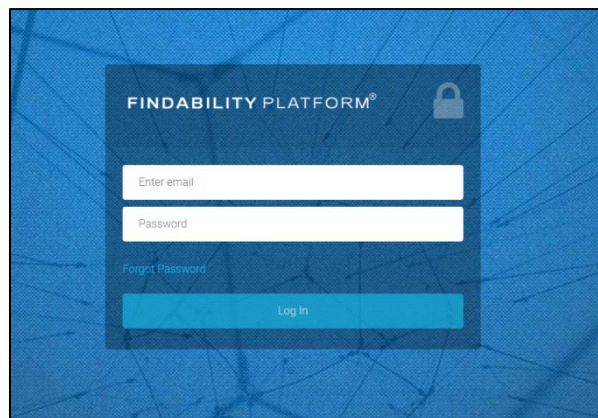 FINDABILITY PLATFORM®
Enter email
Password
Forgot Password
Log In